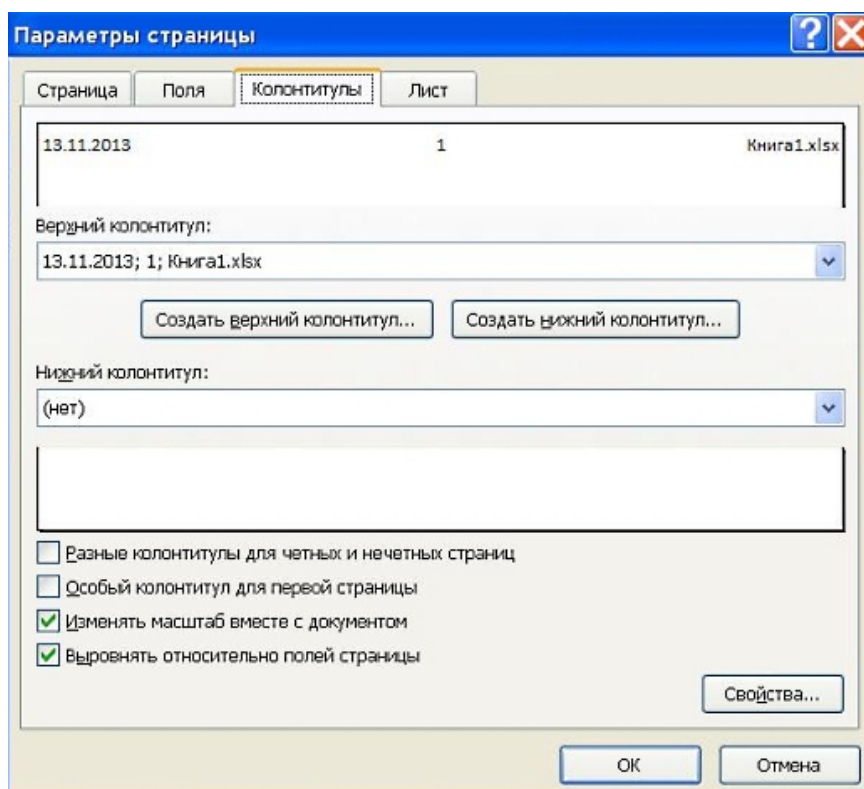 Параметры страницы
Страница Поля Колонтитулы Лист
13.11.2013 1 Книга1.xlsx
Верхний колонтитул:
13.11.2013; 1; Книга1.xlsx
Создать верхний колонтитул... Создать нижний колонтитул...
Нижний колонтитул:
(нет)
Разные колонтитулы для четных и нечетных страниц
Особый колонтитул для первой страницы
Изменять масштаб вместе с документом
Выровнять относительно полей страницы
Свойства...
ОК Отмена